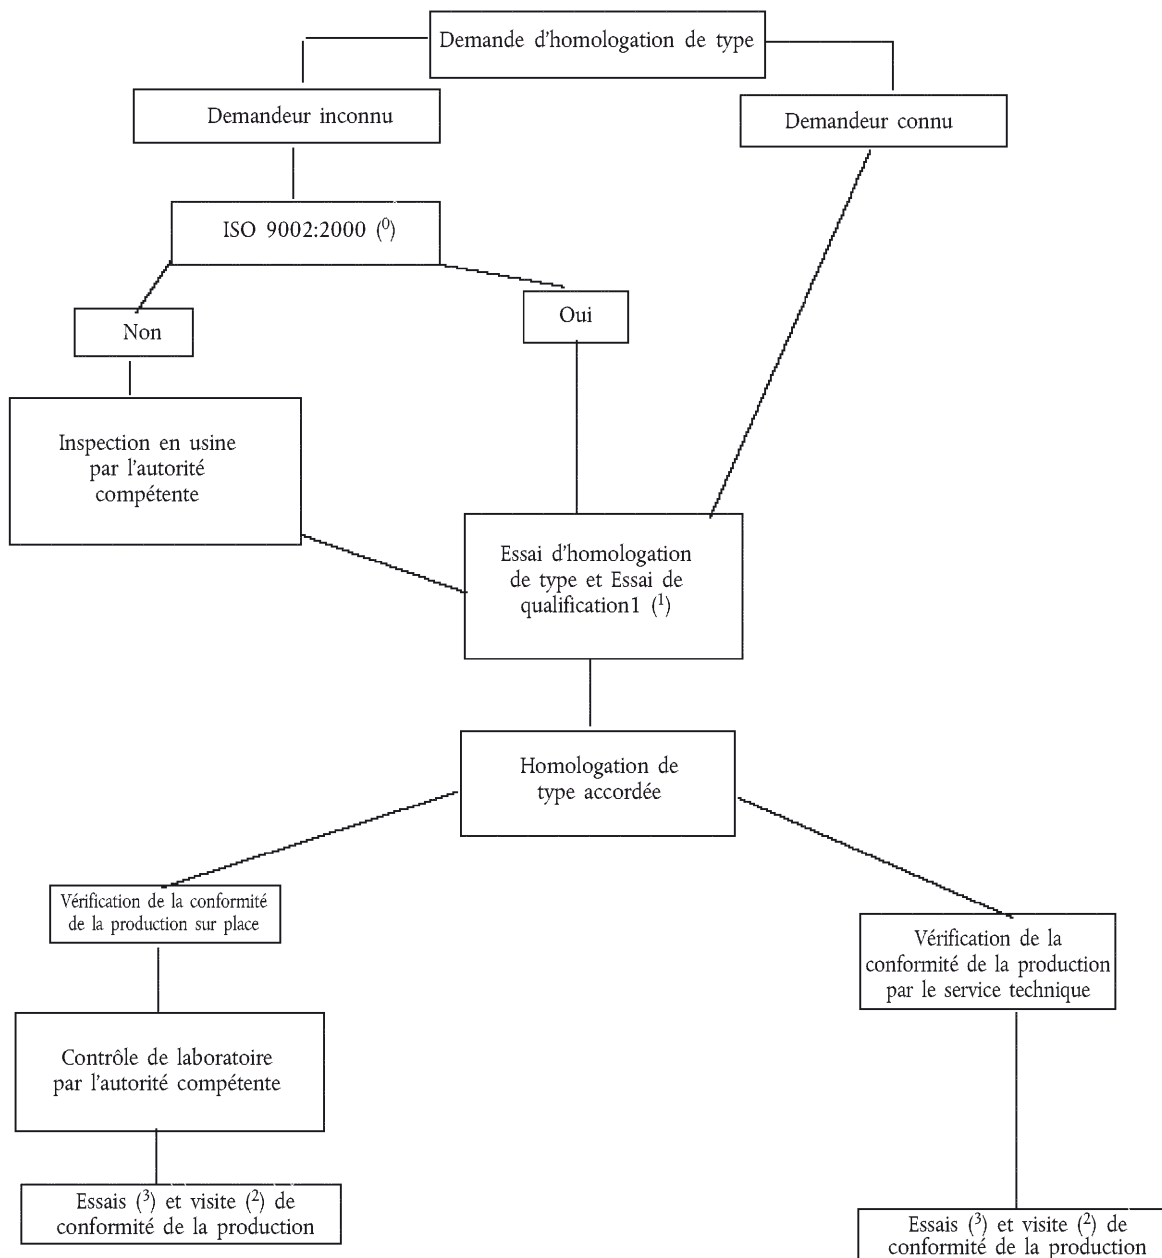 Demande d'homologation de type
Demandeur inconnu
Demandeur connu
ISO 9002:2000 (⁰)
Non
Oui
Inspection en usine
par l'autorité
compétente
Essai d'homologation
de type et Essai de
qualification1 (¹)
Homologation de
type accordée
Vérification de la conformité
de la production sur place
Vérification de la
conformité de la production
par le service technique
Contrôle de laboratoire
par l'autorité compétente
Essais (³) et visite (²) de
conformité de la production
Essais (³) et visite (²) de
conformité de la production